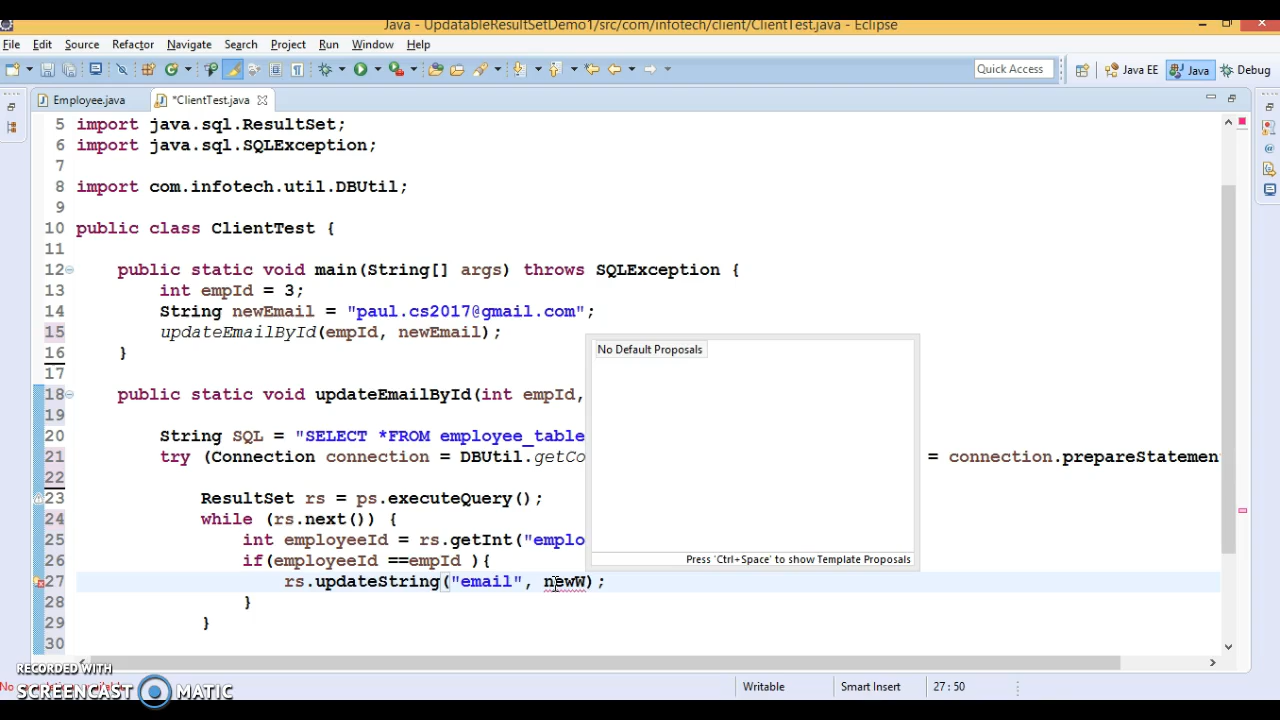 Java - UpdatableResultSetDemo1/src/com/infotech/client/ClientTest.java - Eclipse
File Edit Source Refactor Navigate Search Project Run Window Help
Quick Access Java EE Java Debug
Employee.java *ClientTest.java
5 import java.sql.ResultSet;
6 import java.sql.SQLException;
7
8 import com.infotech.util.DBUtil;
9
10 public class ClientTest {
11
12 public static void main(String[] args) throws SQLException {
13 int empId = 3;
14 String newEmail = "paul.cs2017@gmail.com";
15 updateEmailById(empId, newEmail);
16 }
17
18 public static void updateEmailById(int empId,
19
20 String SQL = "SELECT *FROM employee_table
21 try (Connection connection = DBUtil.getCo = connection.prepareStatement
22
23 ResultSet rs = ps.executeQuery();
24 while (rs.next()) {
25 int employeeId = rs.getInt("emplo
26 if(employeeId ==empId ){
27 rs.updateString("email", newW);
28 }
29 }
30
No Default Proposals
Press 'Ctrl+Space' to show Template Proposals
RECORDED WITH
SCREENCAST MATIC
Writable Smart Insert 27 : 50